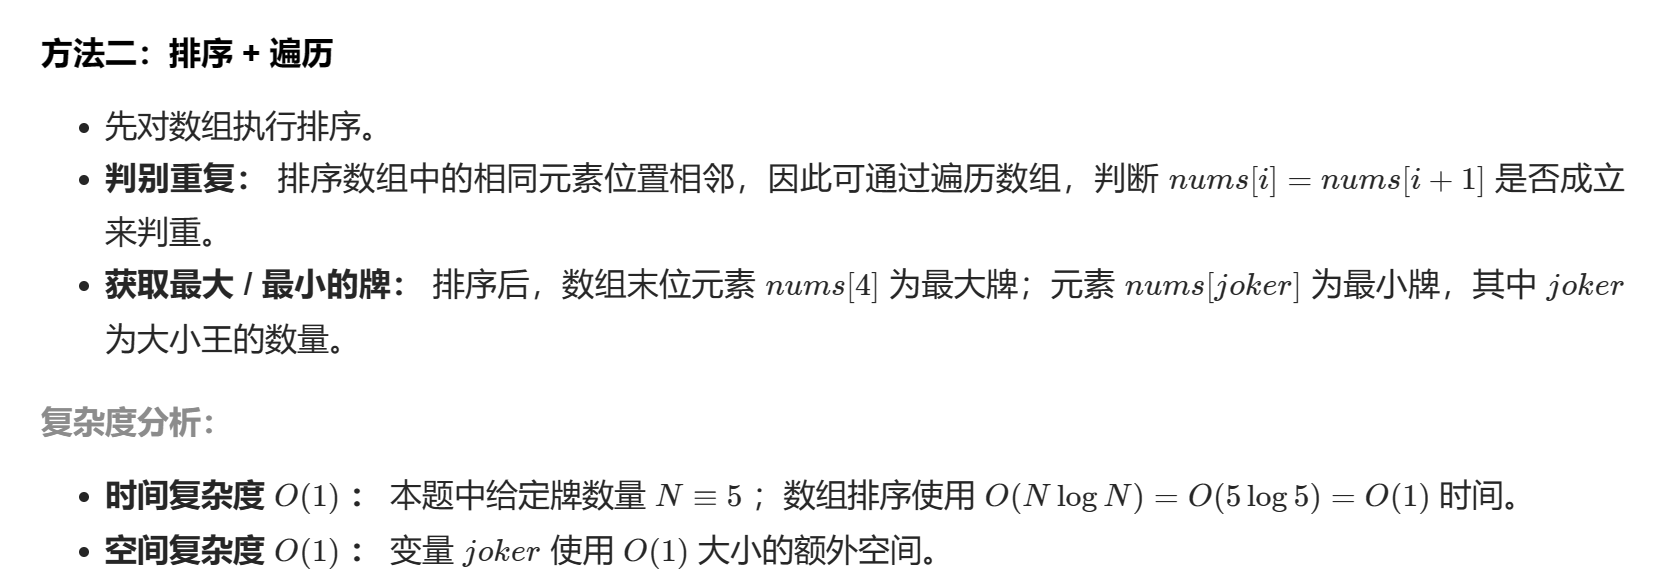 方法二：排序 + 遍历
• 先对数组执行排序。
• 判别重复： 排序数组中的相同元素位置相邻，因此可通过遍历数组，判断 nums[i] = nums[i + 1] 是否成立
来判重。
• 获取最大 / 最小的牌： 排序后，数组末位元素 nums[4] 为最大牌；元素 nums[joker] 为最小牌，其中 joker
为大小王的数量。
复杂度分析：
• 时间复杂度 O(1) ： 本题中给定牌数量 N ≡ 5 ；数组排序使用 O(N log N) = O(5 log 5) = O(1) 时间。
• 空间复杂度 O(1) ： 变量 joker 使用 O(1) 大小的额外空间。